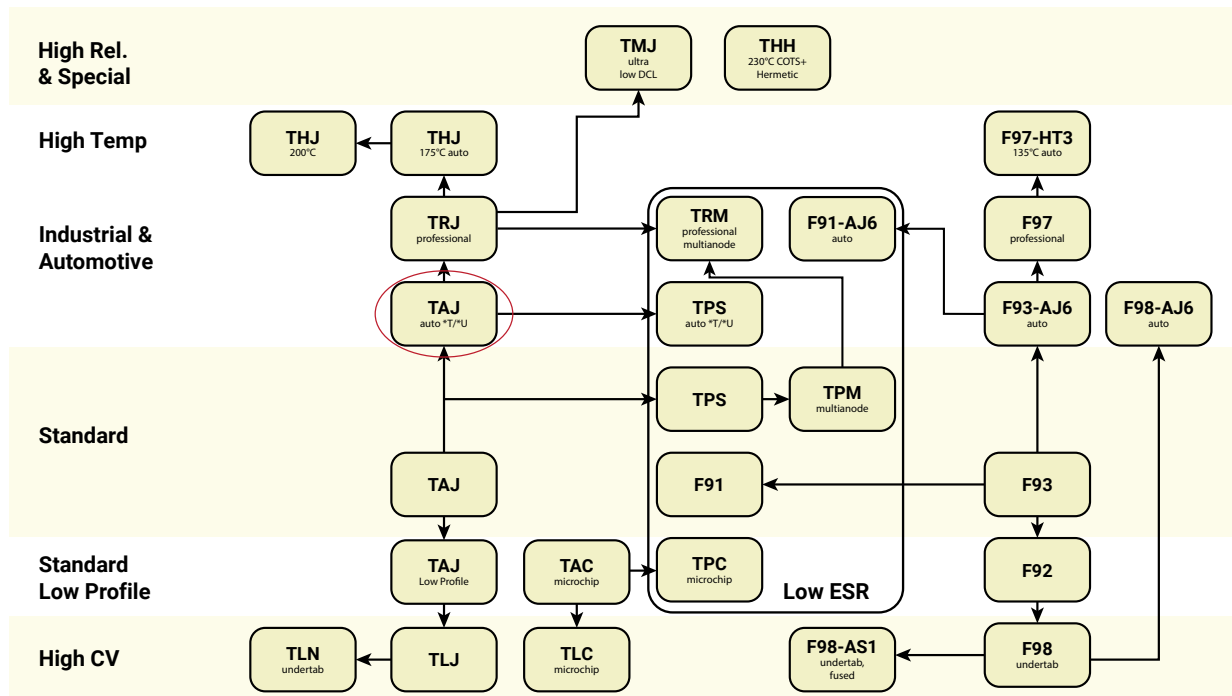 High Rel.
& Special
TMJ
ultra
low DCL
THH
230°C COTS+
Hermetic
High Temp
THJ
200°C
THJ
175°C auto
F97-HT3
135°C auto
Industrial &
Automotive
TRJ
professional
TRM
professional
multianode
F91-AJ6
auto
F97
professional
TAJ
auto *T/*U
TPS
auto *T/*U
F93-AJ6
auto
F98-AJ6
auto
Standard
TPS
TPM
multianode
TAJ
F91
F93
Standard
Low Profile
TAJ
Low Profile
TAC
microchip
TPC
microchip
Low ESR
F92
High CV
TLN
undertab
TLJ
TLC
microchip
F98-AS1
undertab,
fused
F98
undertab